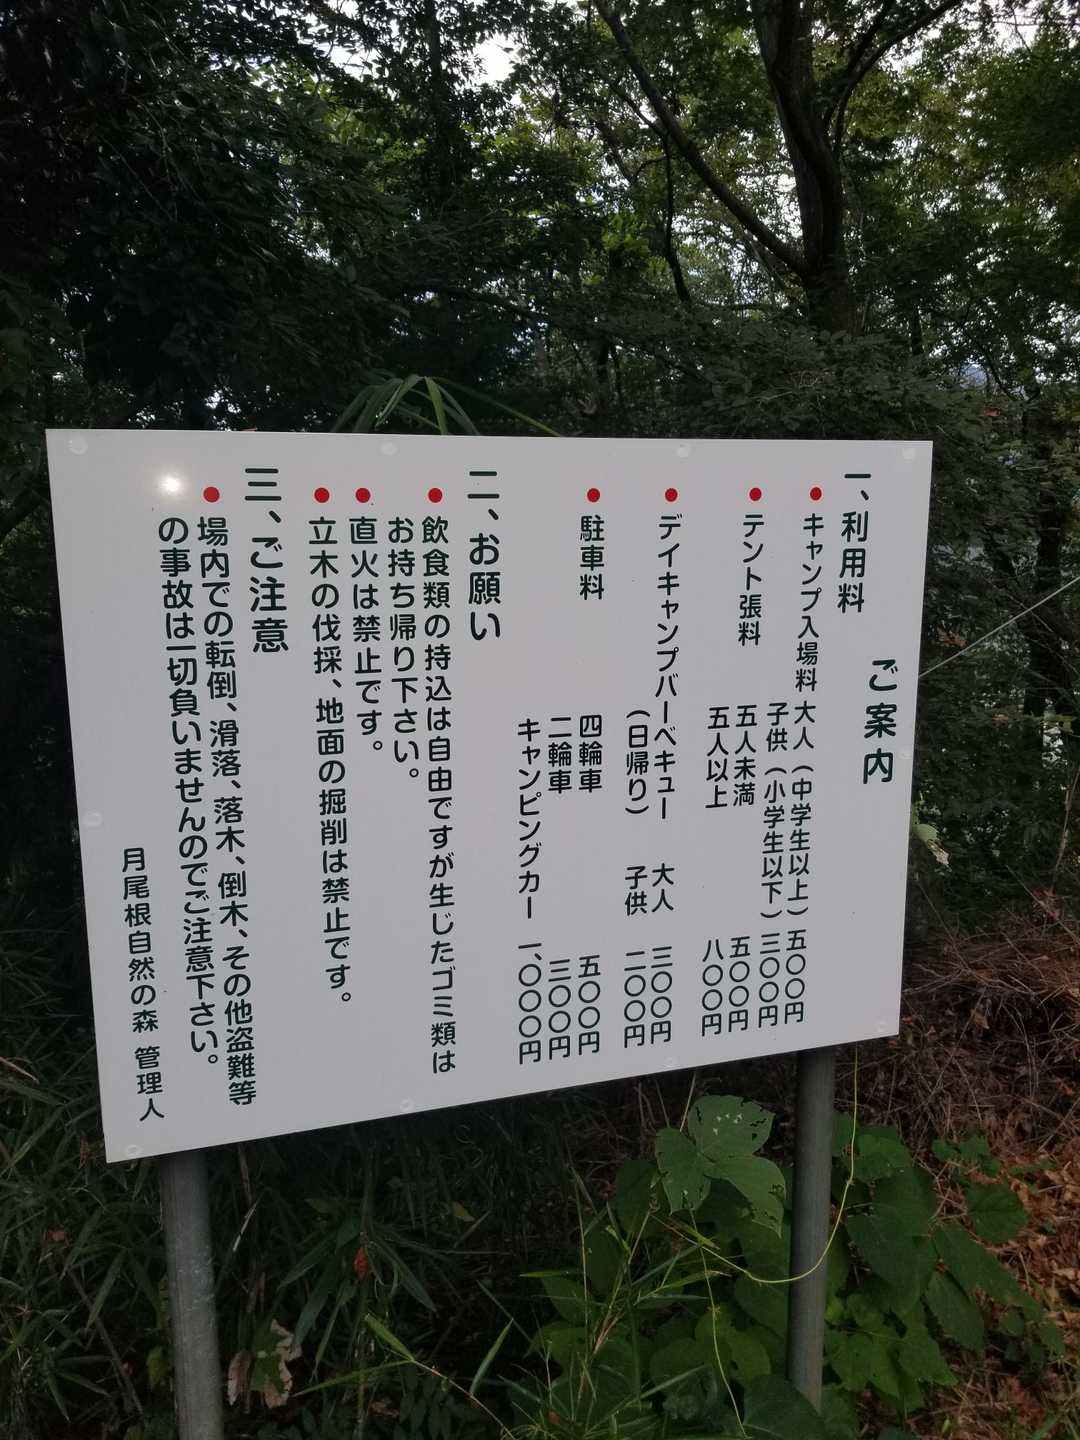 ご案内
一、利用料
●キャンプ入場料 大人（中学生以上）五〇〇円
子供（小学生以下）三〇〇円
●テント張料 五人未満 五〇〇円
五人以上 八〇〇円
●デイキャンプバーベキュー 大人 三〇〇円
（日帰り） 子供 二〇〇円
●駐車料 四輪車 五〇〇円
二輪車 三〇〇円
キャンピングカー 一、〇〇〇円
二、お願い
●飲食類の持込は自由ですが生じたゴミ類は
お持ち帰り下さい。
●直火は禁止です。
●立木の伐採、地面の掘削は禁止です。
三、ご注意
●場内での転倒、滑落、落木、倒木、その他盗難等
の事故は一切負いませんのでご注意下さい。
月尾根自然の森 管理人